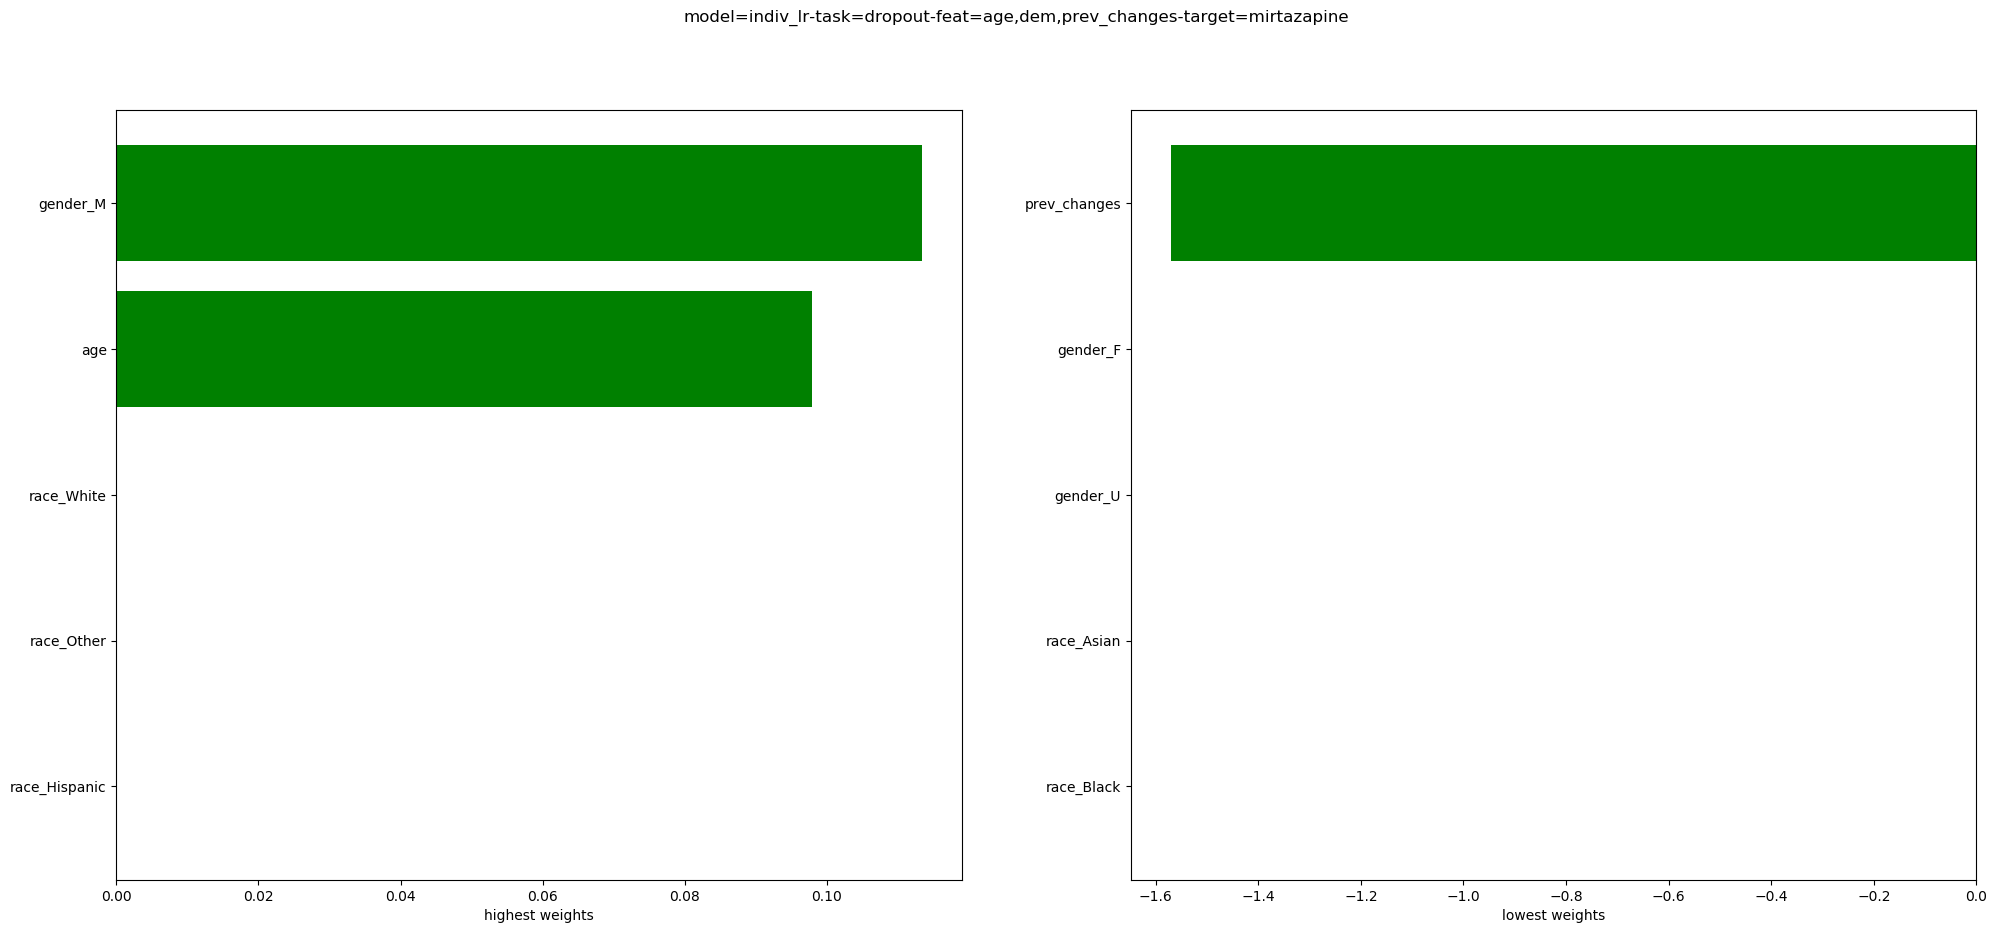 model=indiv_lr-task=dropout-feat=age,dem,prev_changes-target=mirtazapine
gender_M
age
race_White
race_Other
race_Hispanic
0.00 0.02 0.04 0.06 0.08 0.10
highest weights
prev_changes
gender_F
gender_U
race_Asian
race_Black
−1.6 −1.4 −1.2 −1.0 −0.8 −0.6 −0.4 −0.2 0.0
lowest weights